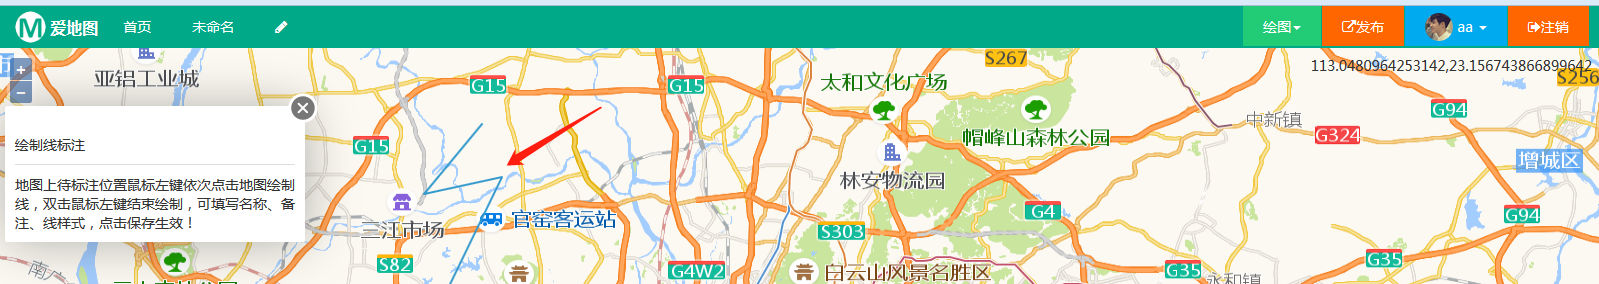 M 爱地图 首页 未命名 绘图 发布 aa 注销
113.0480964253142,23.156743866899642
S267
S256
亚铝工业城
G15 G15
太和文化广场
G94
中新镇
G324
帽峰山森林公园
G15
绘制线标注
增城区
林安物流园
地图上待标注位置鼠标左键依次点击地图绘制
线，双击鼠标左键结束绘制，可填写名称、备
注、线样式，点击保存生效！
G4
G94
官窑客运站
三江市场
S303
S82
G4W2
白云山风景名胜区
G35
G35
永和镇
南广